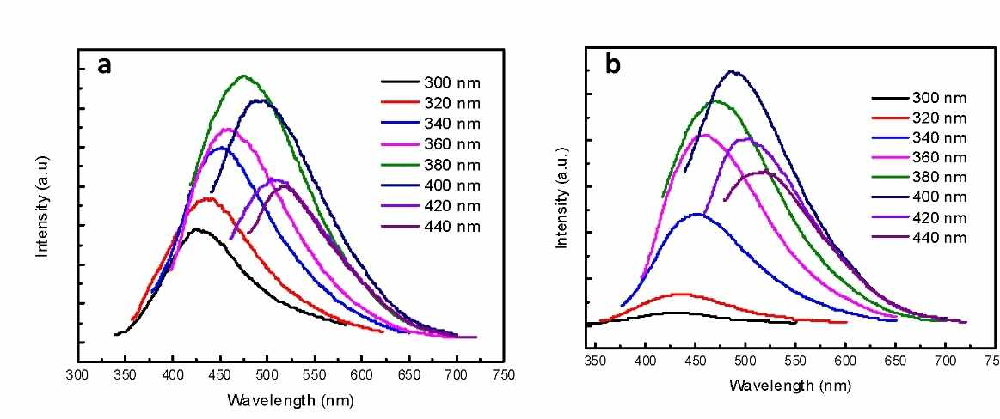 a
300 nm
320 nm
340 nm
360 nm
380 nm
400 nm
420 nm
440 nm
Intensity (a.u)
300 350 400 450 500 550 600 650 700 750
Wavelength (nm)
b
300 nm
320 nm
340 nm
360 nm
380 nm
400 nm
420 nm
440 nm
Intensity (a.u.)
350 400 450 500 550 600 650 700 75
Wavelength (nm)